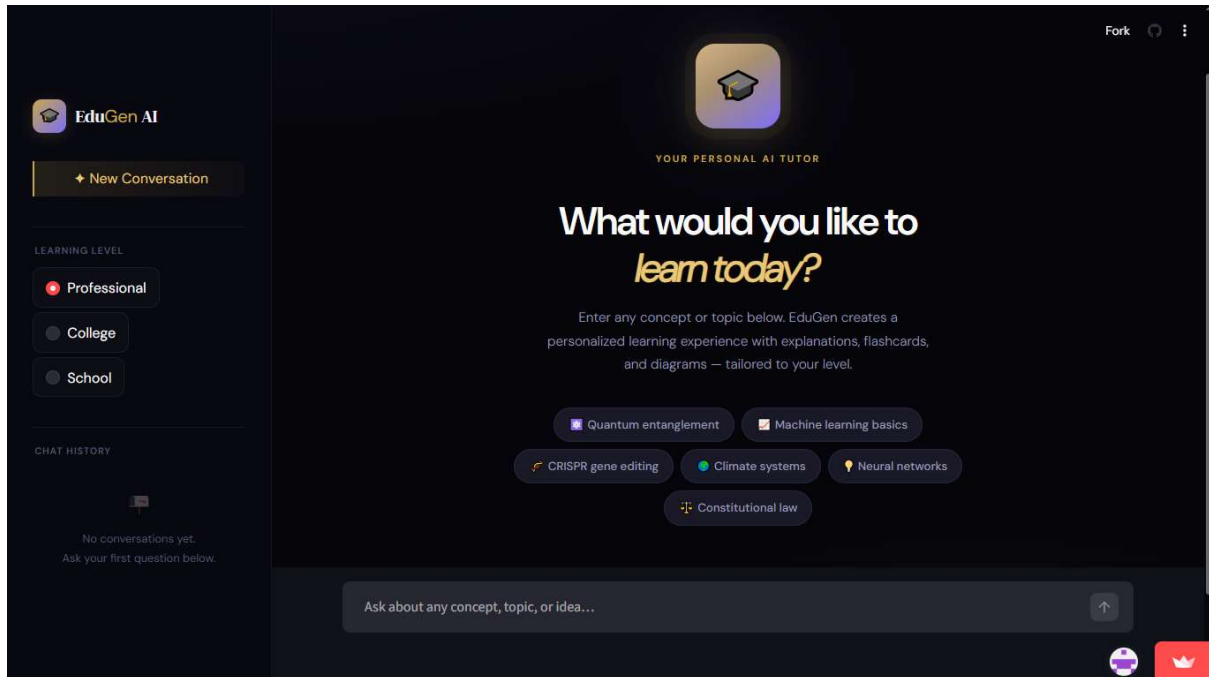 Fork
EduGen AI
✦ New Conversation
LEARNING LEVEL
Professional
College
School
CHAT HISTORY
No conversations yet.
Ask your first question below.
YOUR PERSONAL AI TUTOR
What would you like to
learn today?
Enter any concept or topic below. EduGen creates a
personalized learning experience with explanations, flashcards,
and diagrams — tailored to your level.
Quantum entanglement
Machine learning basics
CRISPR gene editing
Climate systems
Neural networks
Constitutional law
Ask about any concept, topic, or idea...